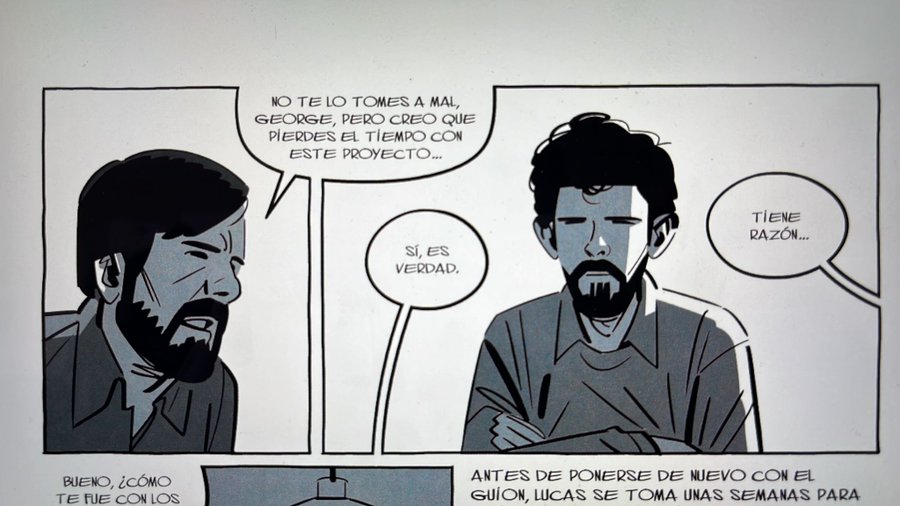 NO TE LO TOMES A MAL,
GEORGE, PERO CREO QUE
PIERDES EL TIEMPO CON
ESTE PROYECTO...
SÍ, ES
VERDAD.
TIENE
RAZÓN...
BUENO, ¿CÓMO
TE FUE CON LOS
ANTES DE PONERSE DE NUEVO CON EL
GUION, LUCAS SE TOMA UNAS SEMANAS PARA